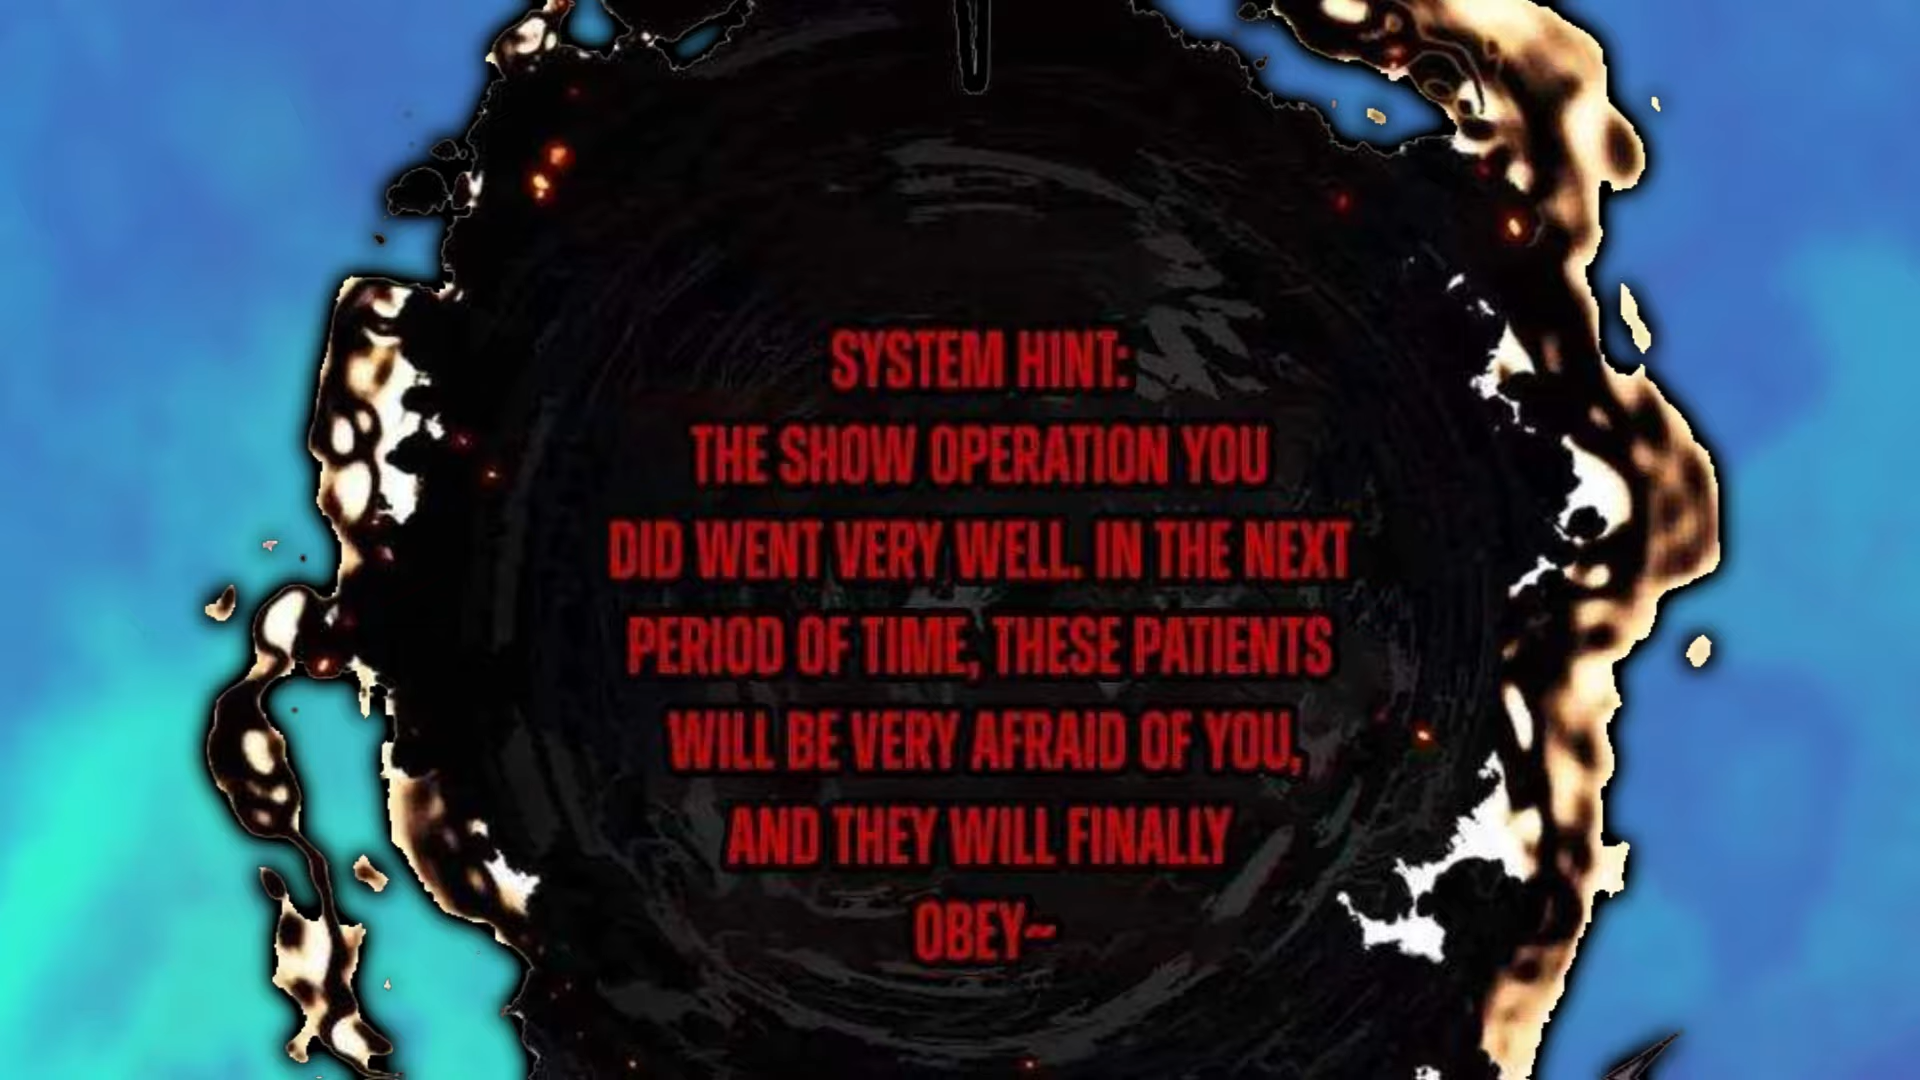 SYSTEM HINT:
THE SHOW OPERATION YOU
DID WENT VERY WELL. IN THE NEXT
PERIOD OF TIME, THESE PATIENTS
WILL BE VERY AFRAID OF YOU,
AND THEY WILL FINALLY
OBEY~